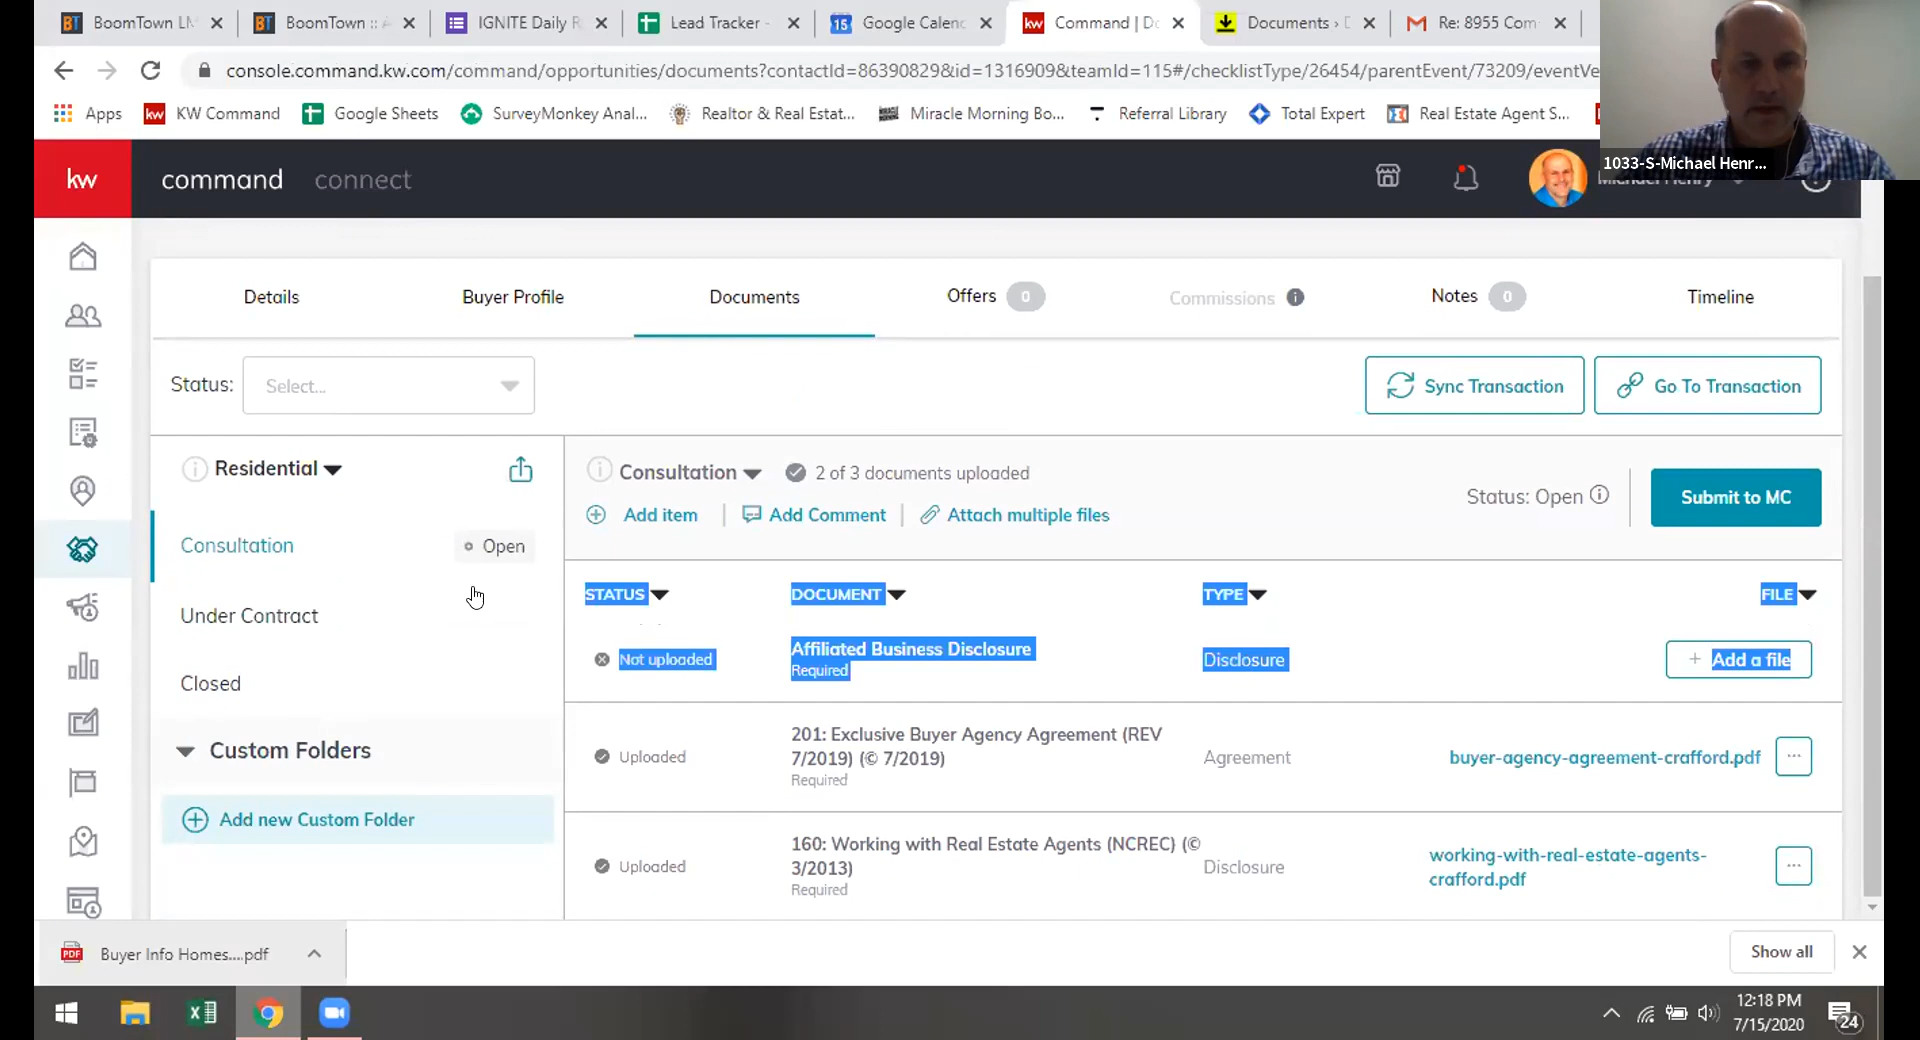 BoomTown LM
BoomTown :: A
IGNITE Daily R
Lead Tracker -
Google Calenc
Command | Do
Documents › D
Re: 8955 Com
console.command.kw.com/command/opportunities/documents?contactId=86390829&id=1316909&teamId=115#/checklistType/26454/parentEvent/73209/eventVe
Apps
KW Command
Google Sheets
SurveyMonkey Anal...
Realtor & Real Estat...
Miracle Morning Bo...
Referral Library
Total Expert
Real Estate Agent S...
1033-S-Michael Henr...
kw
command
connect
Michael Henry
Details
Buyer Profile
Documents
Offers 0
Commissions
Notes 0
Timeline
Status:
Select...
Sync Transaction
Go To Transaction
Residential
Consultation
Open
Under Contract
Closed
Custom Folders
Add new Custom Folder
Consultation
2 of 3 documents uploaded
Add item
Add Comment
Attach multiple files
Status: Open
Submit to MC
STATUS
DOCUMENT
TYPE
FILE
Not uploaded
Affiliated Business Disclosure
Required
Disclosure
+ Add a file
Uploaded
201: Exclusive Buyer Agency Agreement (REV
7/2019) (© 7/2019)
Required
Agreement
buyer-agency-agreement-crafford.pdf
Uploaded
160: Working with Real Estate Agents (NCREC) (©
3/2013)
Required
Disclosure
working-with-real-estate-agents-
crafford.pdf
Buyer Info Homes....pdf
Show all
12:18 PM
7/15/2020
24